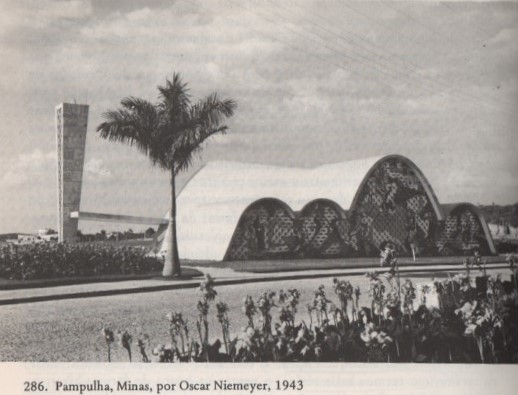 286. Pampulha, Minas, por Oscar Niemeyer, 1943